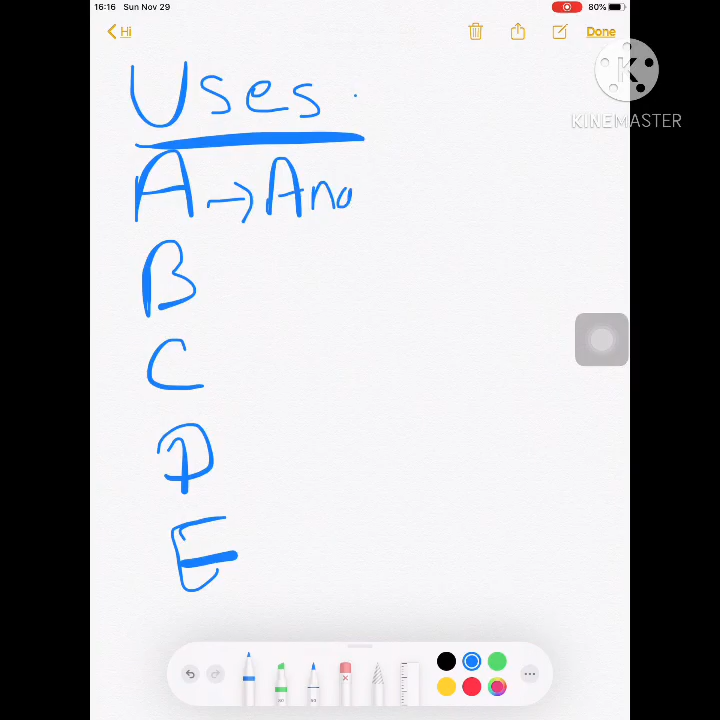 16:16 Sun Nov 29 80%
Hi Done
KINEMASTER
Uses
A → Ano
B
C
D
E